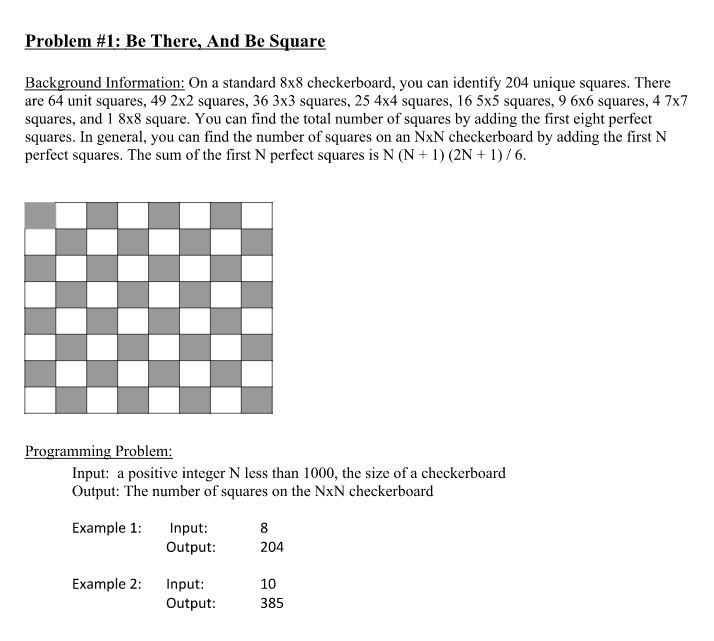 Problem #1: Be There, And Be Square
Background Information: On a standard 8x8 checkerboard, you can identify 204 unique squares. There
are 64 unit squares, 49 2x2 squares, 36 3x3 squares, 25 4x4 squares, 16 5x5 squares, 9 6x6 squares, 4 7x7
squares, and 1 8x8 square. You can find the total number of squares by adding the first eight perfect
squares. In general, you can find the number of squares on an NxN checkerboard by adding the first N
perfect squares. The sum of the first N perfect squares is N (N + 1) (2N + 1) / 6.
Programming Problem:
Input: a positive integer N less than 1000, the size of a checkerboard
Output: The number of squares on the NxN checkerboard
Example 1: Input: 8
Output: 204
Example 2: Input: 10
Output: 385